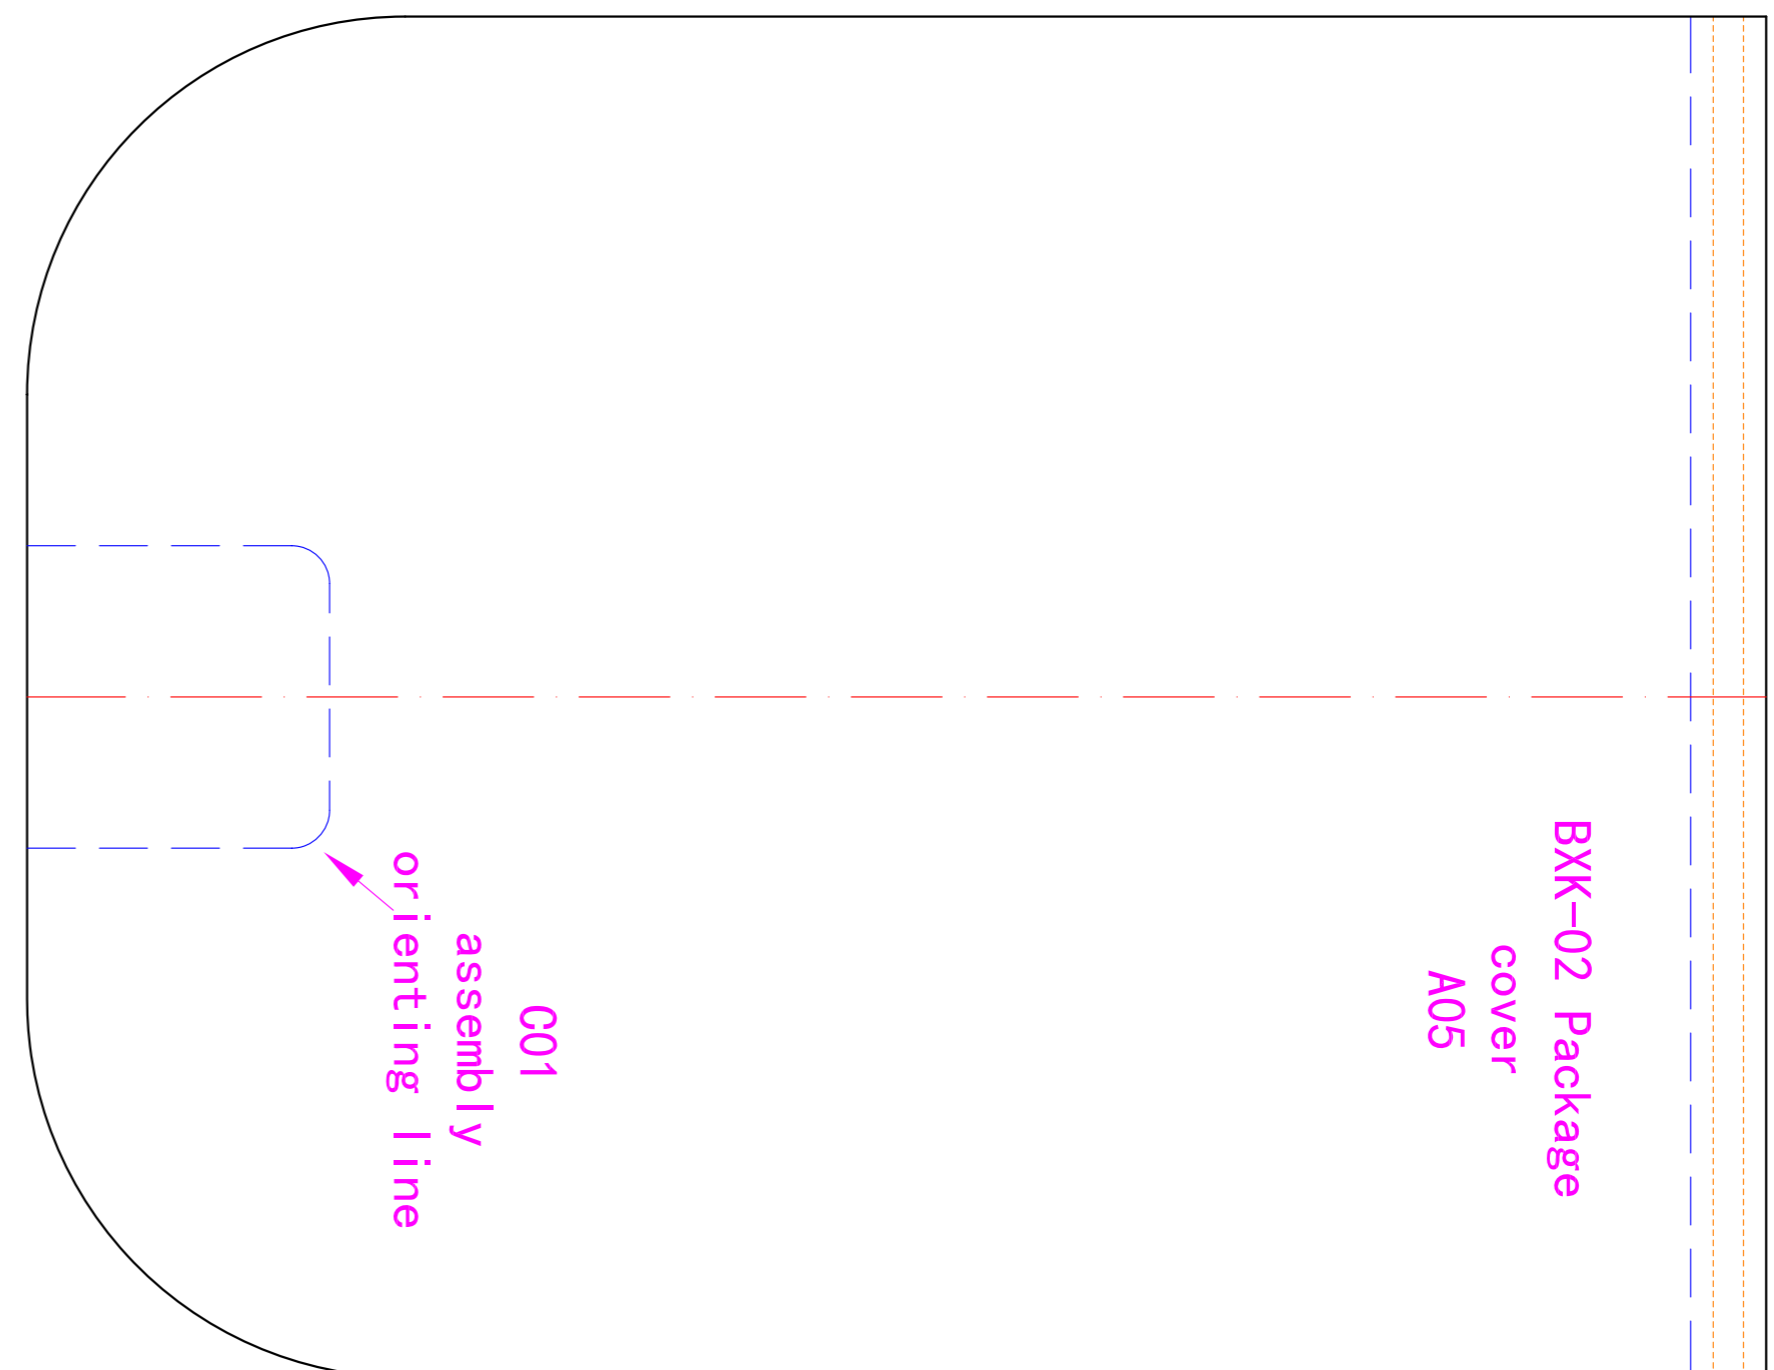 BXK-02 Package
cover
A05
C01
assembly
orienting line